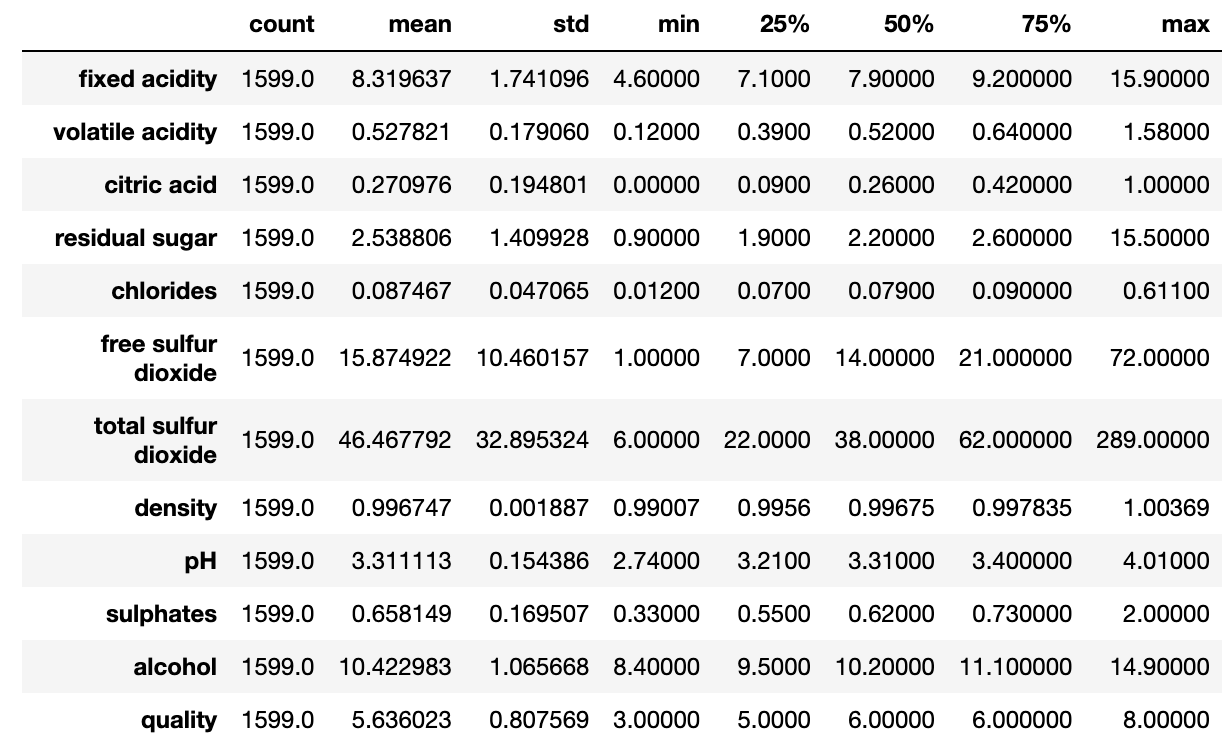 count mean std min 25% 50% 75% max
fixed acidity 1599.0 8.319637 1.741096 4.60000 7.1000 7.90000 9.200000 15.90000
volatile acidity 1599.0 0.527821 0.179060 0.12000 0.3900 0.52000 0.640000 1.58000
citric acid 1599.0 0.270976 0.194801 0.00000 0.0900 0.26000 0.420000 1.00000
residual sugar 1599.0 2.538806 1.409928 0.90000 1.9000 2.20000 2.600000 15.50000
chlorides 1599.0 0.087467 0.047065 0.01200 0.0700 0.07900 0.090000 0.61100
free sulfur
dioxide 1599.0 15.874922 10.460157 1.00000 7.0000 14.00000 21.000000 72.00000
total sulfur
dioxide 1599.0 46.467792 32.895324 6.00000 22.0000 38.00000 62.000000 289.00000
density 1599.0 0.996747 0.001887 0.99007 0.9956 0.99675 0.997835 1.00369
pH 1599.0 3.311113 0.154386 2.74000 3.2100 3.31000 3.400000 4.01000
sulphates 1599.0 0.658149 0.169507 0.33000 0.5500 0.62000 0.730000 2.00000
alcohol 1599.0 10.422983 1.065668 8.40000 9.5000 10.20000 11.100000 14.90000
quality 1599.0 5.636023 0.807569 3.00000 5.0000 6.00000 6.000000 8.00000